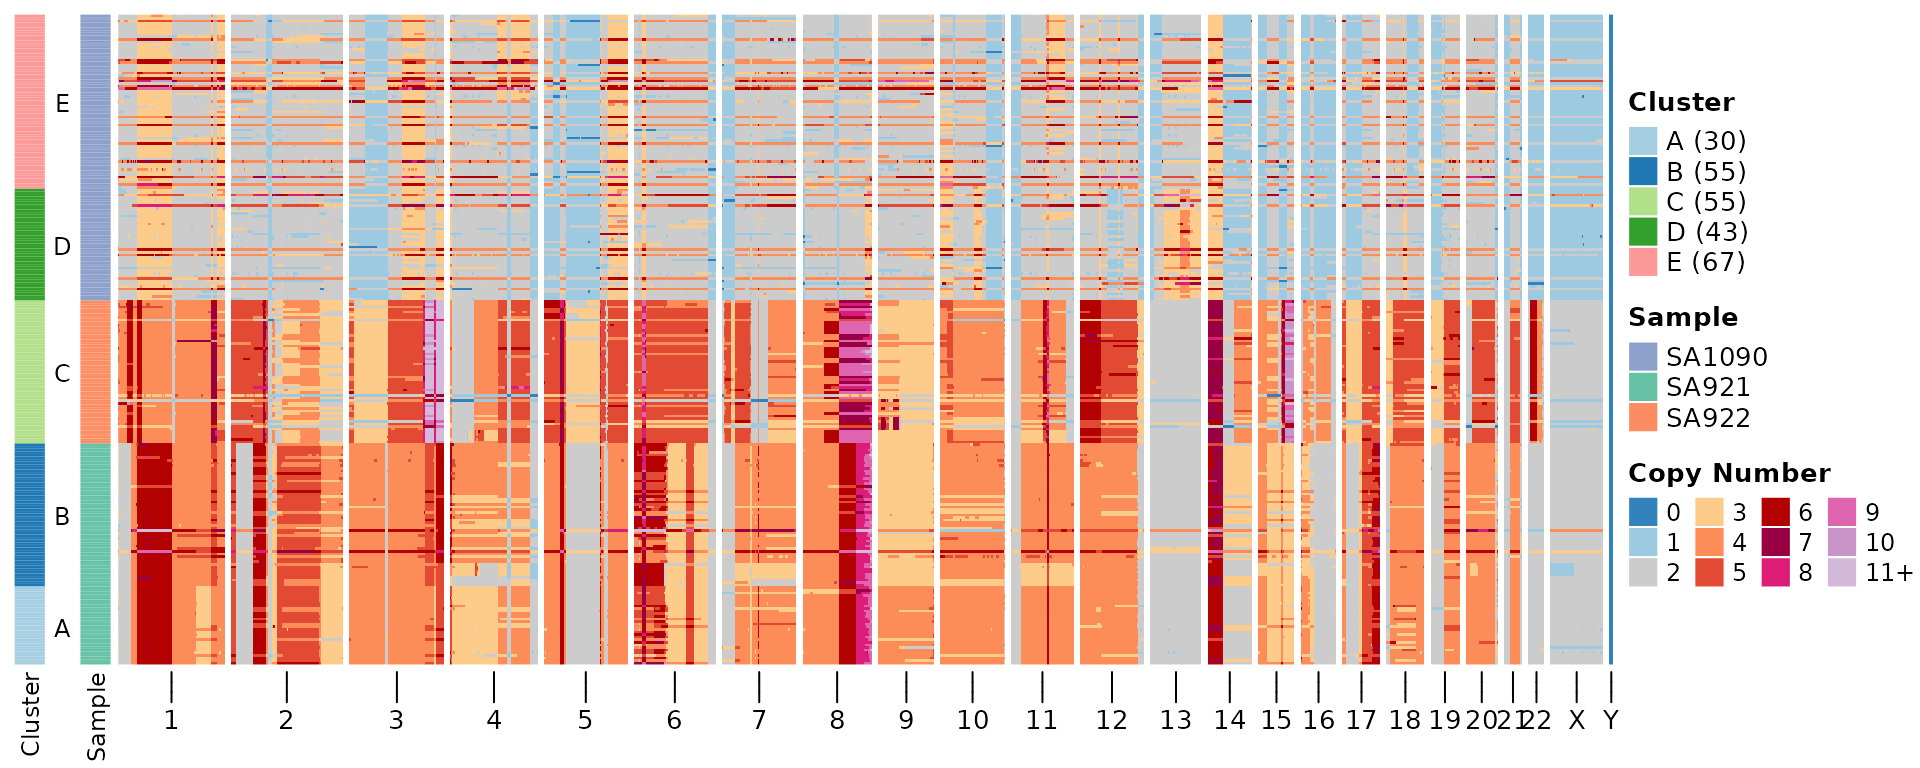 E
D
C
B
A
Cluster
Sample
1
2
3
4
5
6
7
8
9
10
11
12
13
14
15
16
17
18
19
20
21
22
X
Y
Cluster
A (30)
B (55)
C (55)
D (43)
E (67)
Sample
SA1090
SA921
SA922
Copy Number
0 3 6 9
1 4 7 10
2 5 8 11+